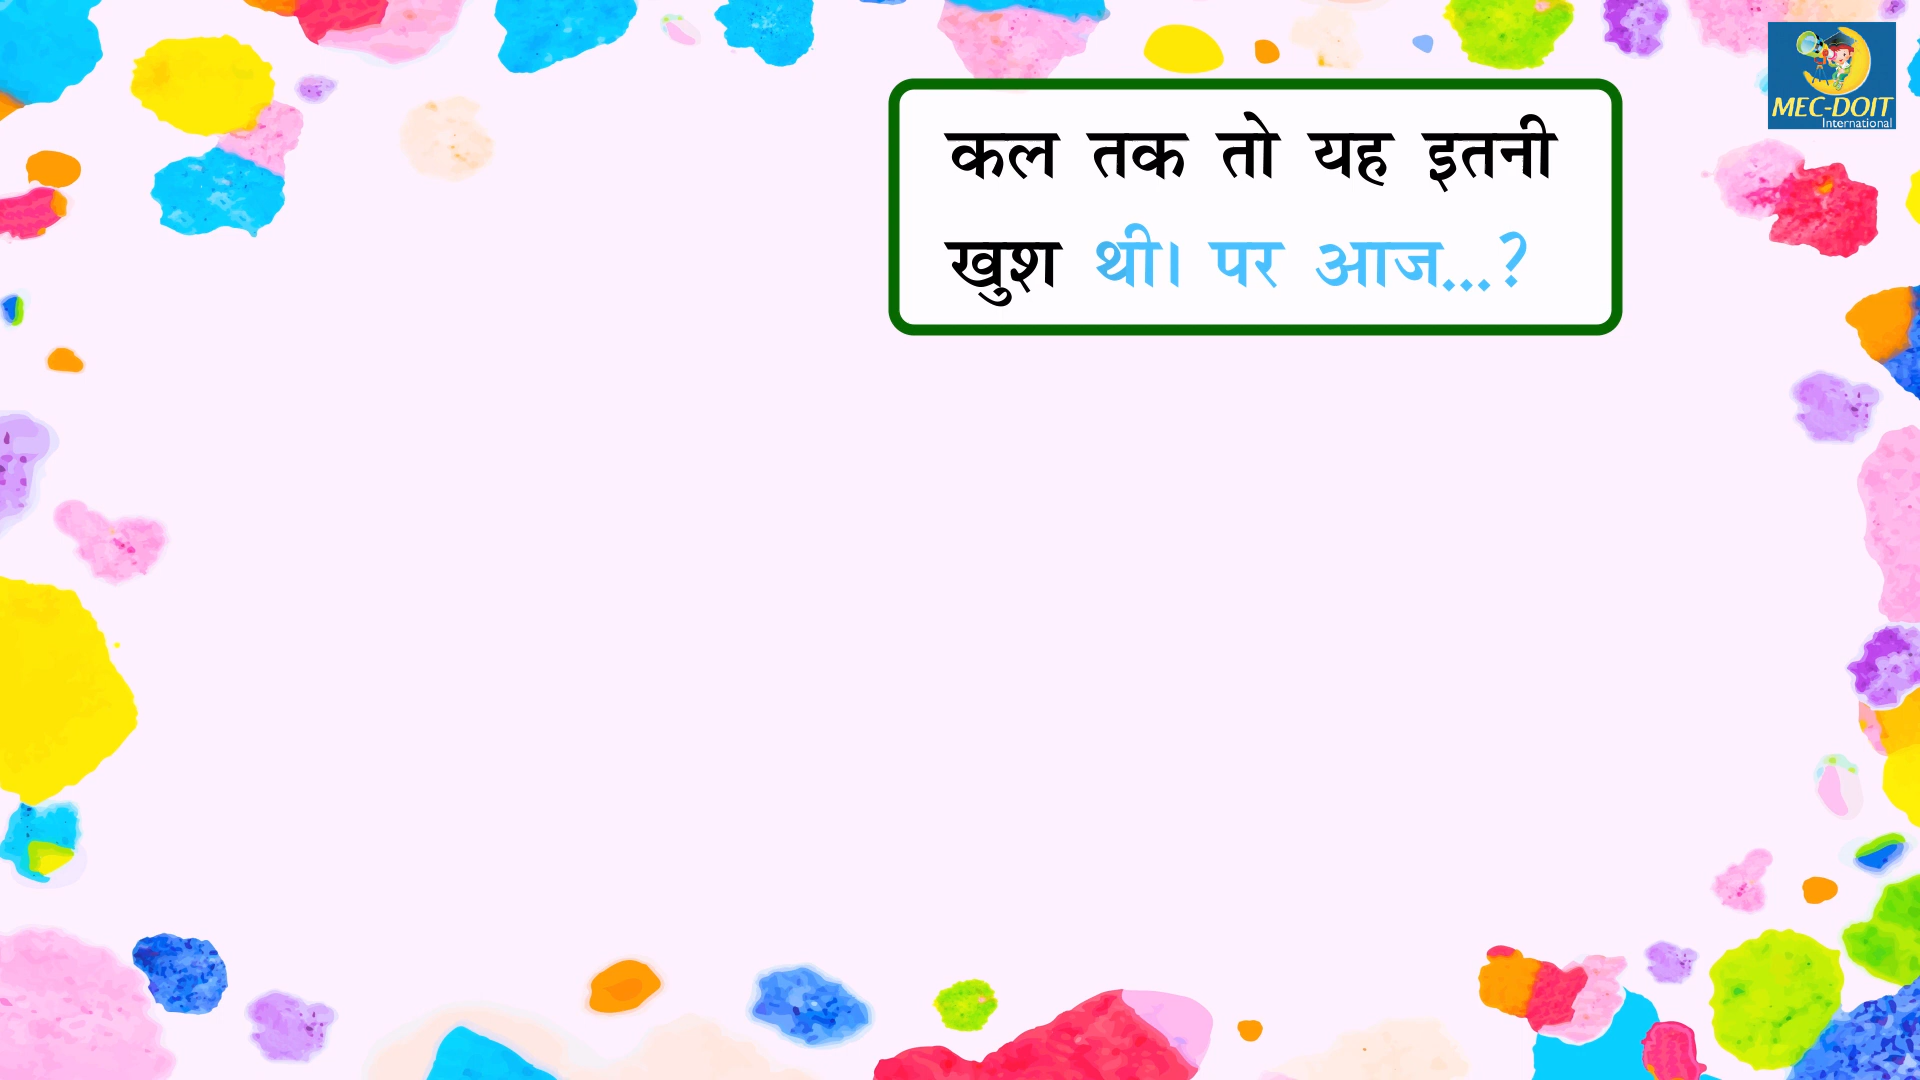 कल तक तो यह इतनी
खुश थी। पर आज...?
MEC-DOIT
International